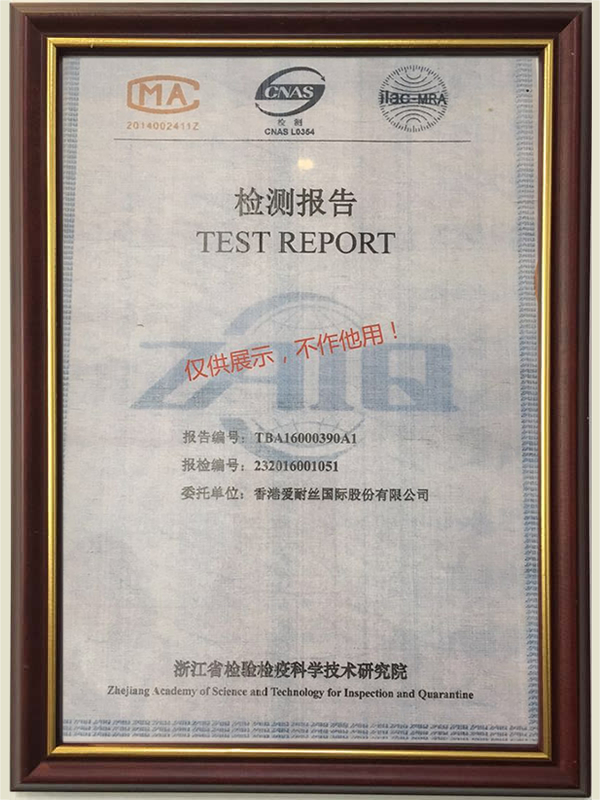 CMA
CNAS
ilac-MRA
2014002411Z
检测
CNAS L0354
检测报告
TEST REPORT
仅供展示，不作他用！
ZAIQ
报告编号：TBA16000390A1
报检编号：232016001051
委托单位：香港爱耐丝国际股份有限公司
浙江省检验检疫科学技术研究院
Zhejiang Academy of Science and Technology for Inspection and Quarantine